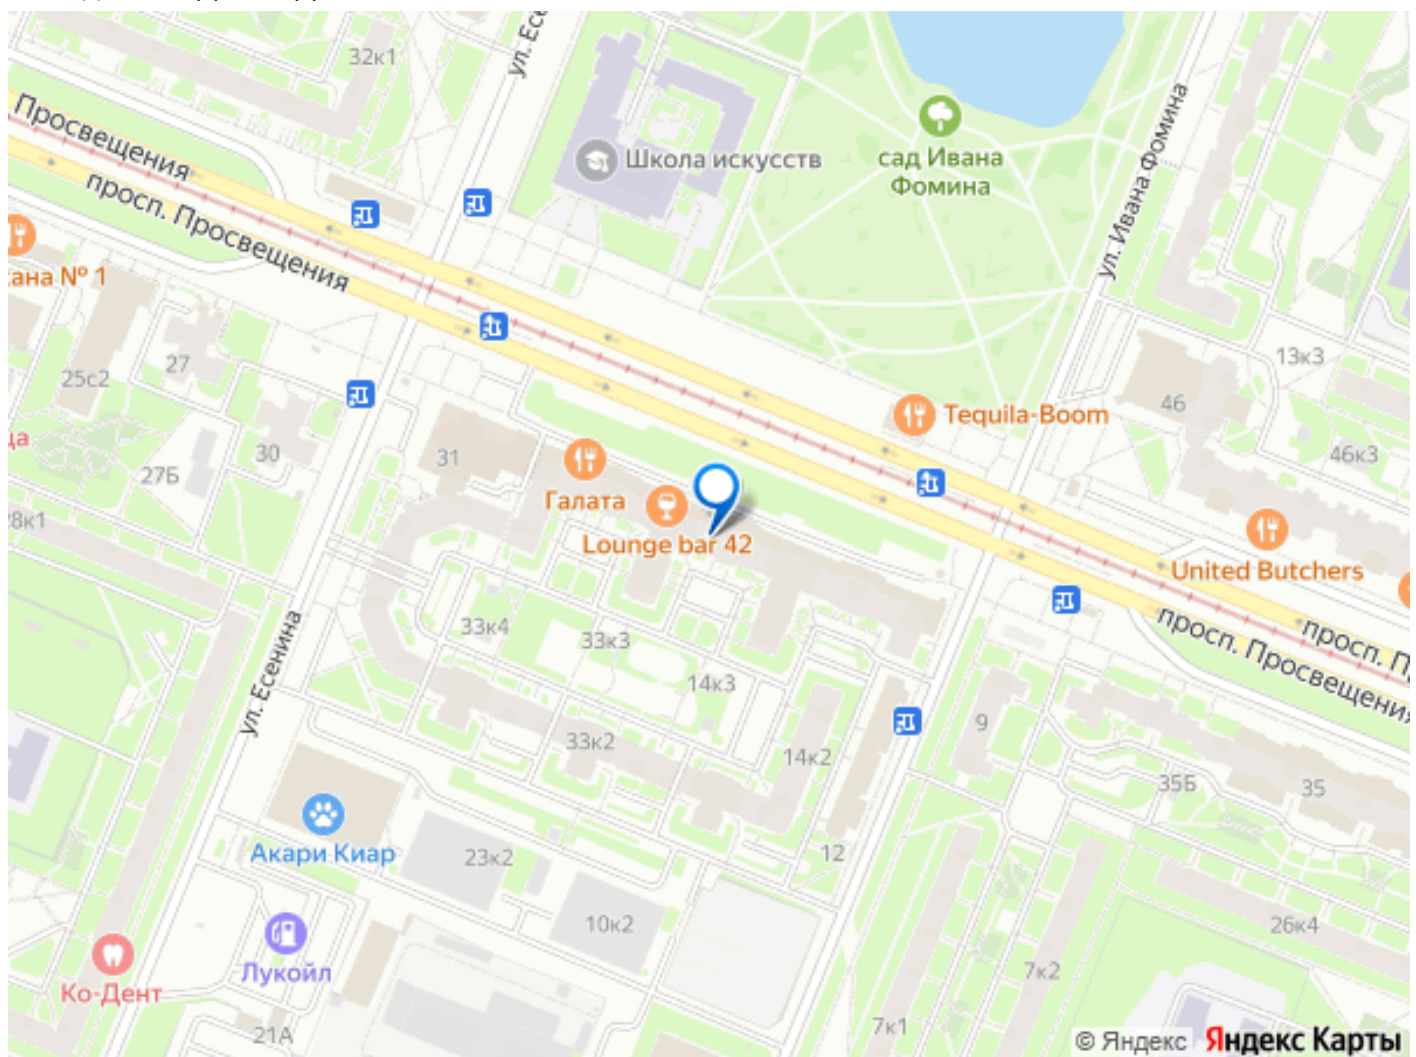 32к1
ул. Есе
Просвещения
просп. Просвещения
Школа искусств
сад Ивана
Фомина
ул. Ивана Фомина
ана № 1
25с2
27
30
27Б
31
Галата
Lounge bar 42
Tequila-Boom
46
13к3
46к3
United Butchers
просп. Пр
просп. Просвещения
28к1
ул. Есенина
33к4
33к3
14к3
33к2
14к2
9
35Б
35
12
Акари Киар
23к2
10к2
Лукойл
Ко-Дент
21А
26к4
7к2
7к1
© Яндекс Яндекс Карты